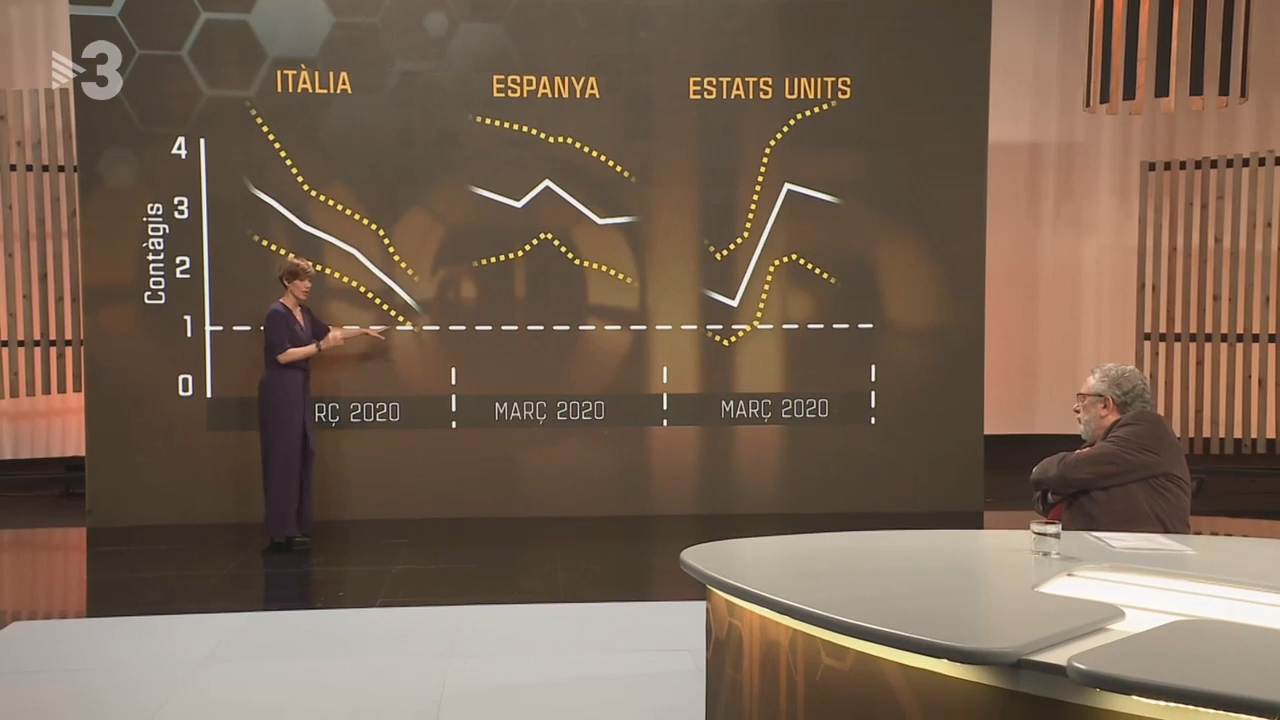 3
ITÀLIA
ESPANYA
ESTATS UNITS
Contàgis
4
3
2
1
0
RÇ 2020
MARÇ 2020
MARÇ 2020